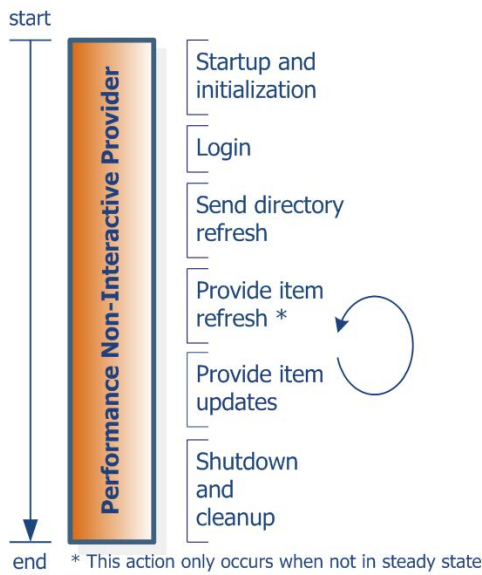 start
Performance Non-Interactive Provider
Startup and
initialization
Login
Send directory
refresh
Provide item
refresh *
Provide item
updates
Shutdown
and
cleanup
end
* This action only occurs when not in steady state